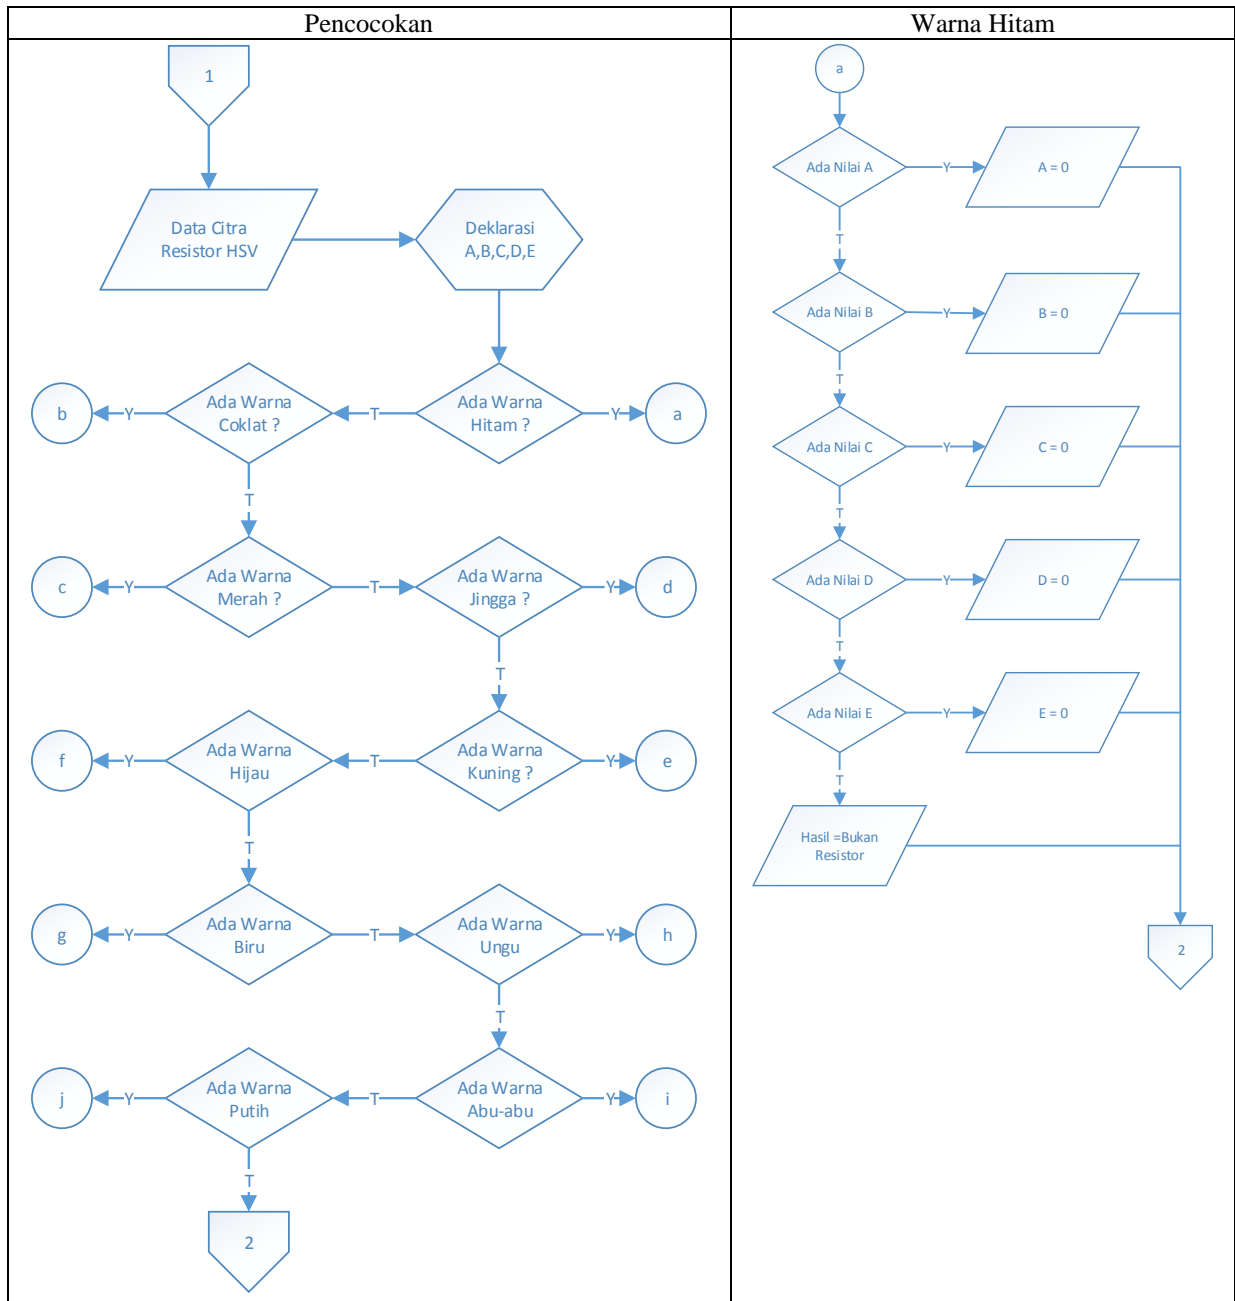 Pencocokan
1
Data Citra
Resistor HSV
Deklarasi
A,B,C,D,E
b
Y
Ada Warna
Coklat ?
T
Ada Warna
Hitam ?
Y
a
T
c
Y
Ada Warna
Merah ?
T
Ada Warna
Jingga ?
Y
d
T
f
Y
Ada Warna
Hijau
T
Ada Warna
Kuning ?
Y
e
T
g
Y
Ada Warna
Biru
T
Ada Warna
Ungu
Y
h
T
j
Y
Ada Warna
Putih
T
Ada Warna
Abu-abu
Y
i
T
2
Warna Hitam
a
Ada Nilai A
Y
A = 0
T
Ada Nilai B
Y
B = 0
T
Ada Nilai C
Y
C = 0
T
Ada Nilai D
Y
D = 0
T
Ada Nilai E
Y
E = 0
T
Hasil =Bukan
Resistor
2